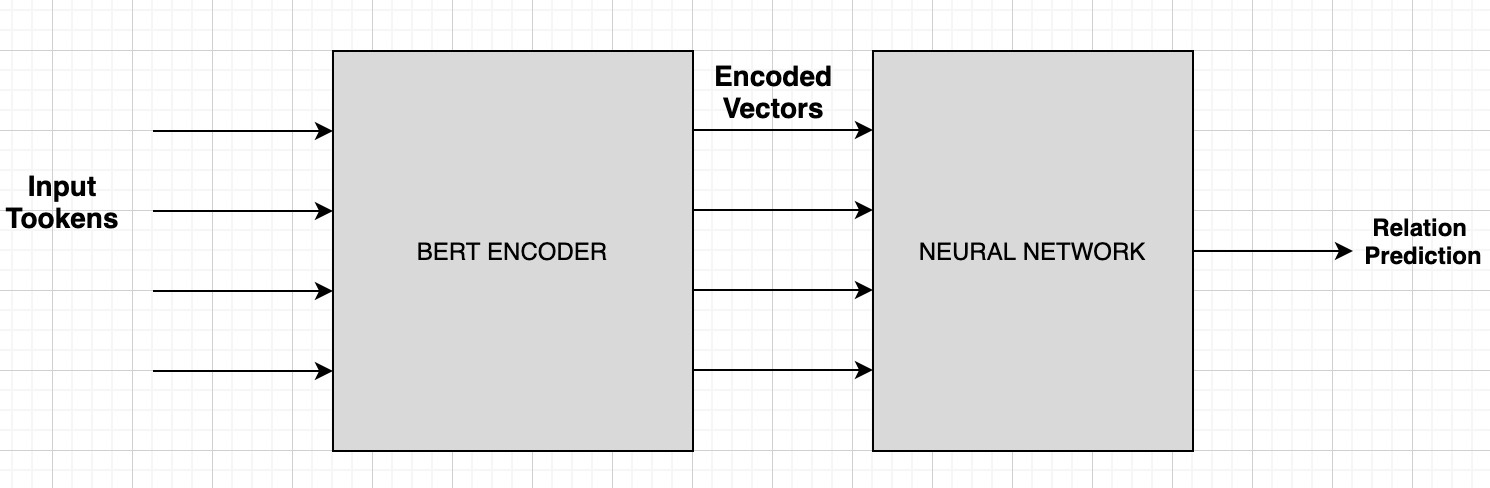 Input
Tookens
BERT ENCODER
Encoded
Vectors
NEURAL NETWORK
Relation
Prediction